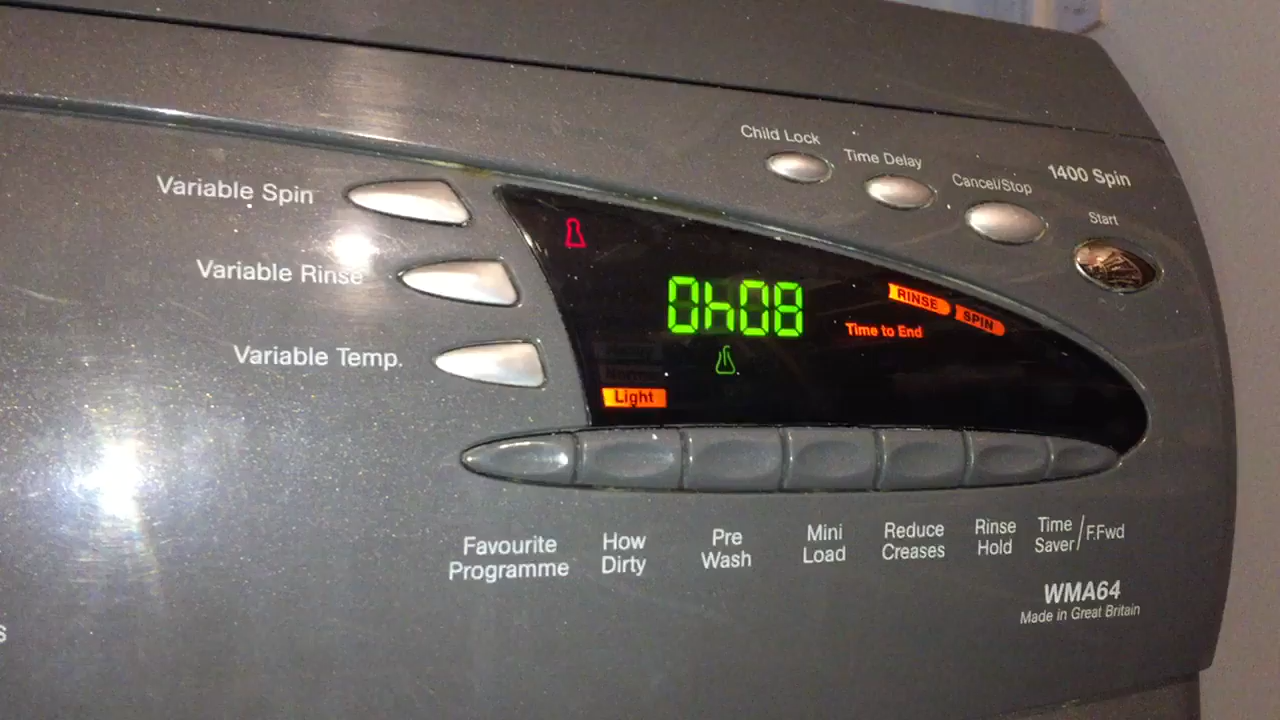 Child Lock
Time Delay
Cancel/Stop
1400 Spin
Start
Variable Spin
Variable Rinse
Variable Temp.
0h08
RINSE
SPIN
Time to End
Light
Favourite
Programme
How
Dirty
Pre
Wash
Mini
Load
Reduce
Creases
Rinse
Hold
Time
Saver/F.Fwd
WMA64
Made in Great Britain